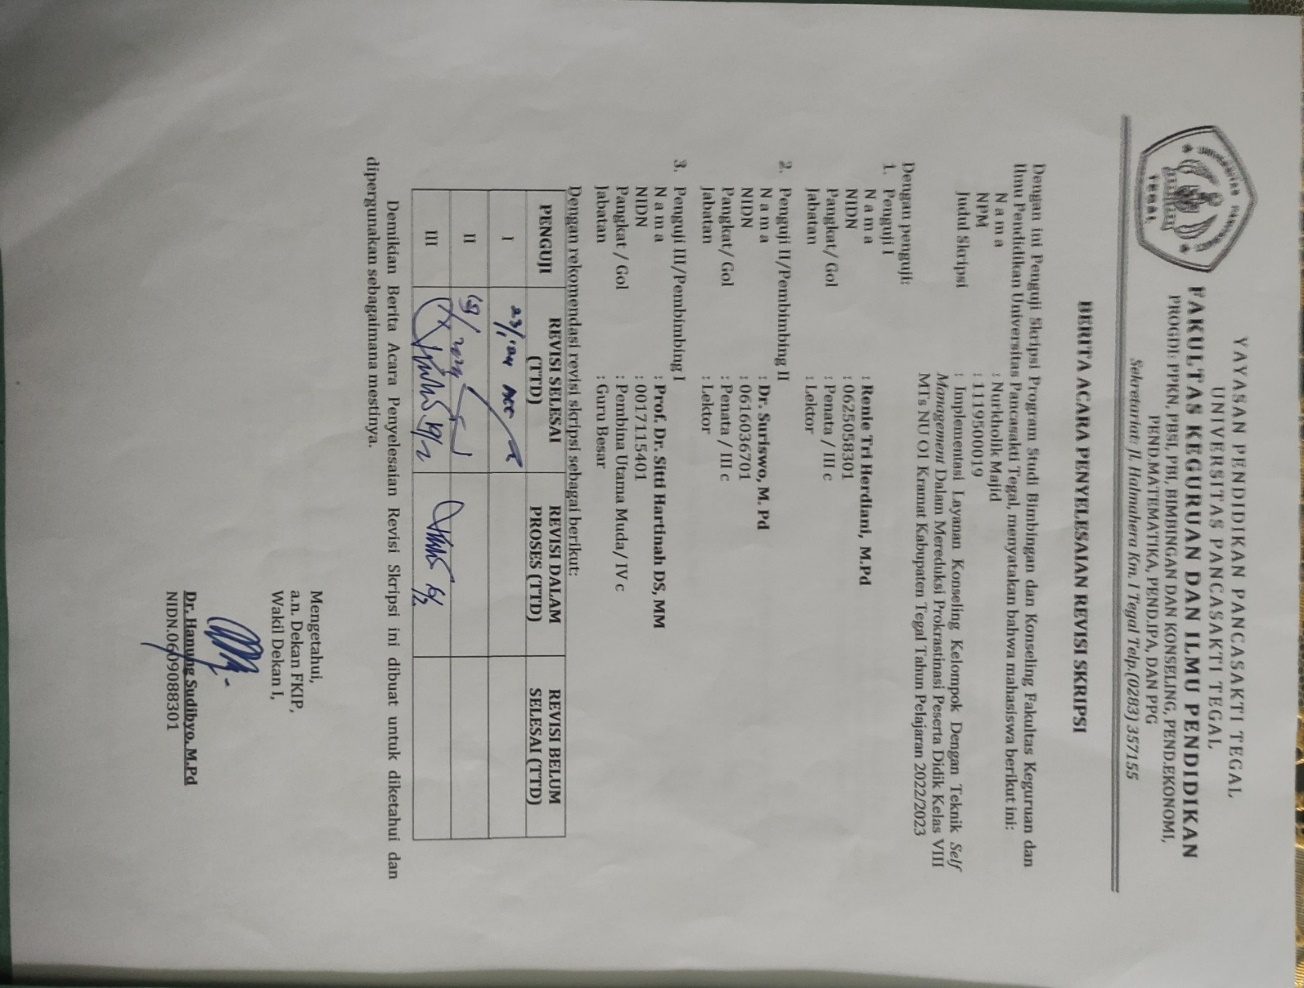 YAYASAN PENDIDIKAN PANCASAKTI TEGAL
UNIVERSITAS PANCASAKTI TEGAL
FAKULTAS KEGURUAN DAN ILMU PENDIDIKAN
PROGDI: PPKN, PBSI, PBI, BIMBINGAN DAN KONSELING, PEND.EKONOMI,
PEND.MATEMATIKA, PEND.IPA, DAN PPG
Sekretariat: Jl Halmahera Km. 1 Tegal Telp.(0283) 357155
TEGAL
BERITA ACARA PENYELESAIAN REVISI SKRIPSI
Dengan ini Penguji Skripsi Program Studi Bimbingan dan Konseling Fakultas Keguruan dan
Ilmu Pendidikan Universitas Pancasakti Tegal, menyatakan bahwa mahasiswa berikut ini:
N a m a : Nurkholik Majid
NPM : 1119500019
Judul Skripsi : Implementasi Layanan Konseling Kelompok Dengan Teknik Self
Management Dalam Mereduksi Prokrastinasi Peserta Didik Kelas VIII
MTs NU 01 Kramat Kabupaten Tegal Tahun Pelajaran 2022/2023
Dengan penguji:
1. Penguji I
N a m a : Renie Tri Herdiani, M.Pd
NIDN : 0625058301
Pangkat/ Gol : Penata / III c
Jabatan : Lektor
2. Penguji II/Pembimbing II
N a m a : Dr. Suriswo, M. Pd
NIDN : 0616036701
Pangkat/ Gol : Penata / III c
Jabatan : Lektor
3. Penguji III/Pembimbing I
N a m a : Prof. Dr. Sitti Hartinah DS, MM
NIDN : 0017115401
Pangkat / Gol : Pembina Utama Muda/ IV c
Jabatan : Guru Besar
Dengan rekomendasi revisi skripsi sebagai berikut:
PENGUJI REVISI SELESAI (TTD) REVISI DALAM PROSES (TTD) REVISI BELUM SELESAI (TTD)
I
II
III
Demikian Berita Acara Penyelesaian Revisi Skripsi ini dibuat untuk diketahui dan
dipergunakan sebagaimana mestinya.
Mengetahui,
a.n. Dekan FKIP,
Wakil Dekan I,
Dr. Hanung Sudibyo, M.Pd
NIDN.0609088301